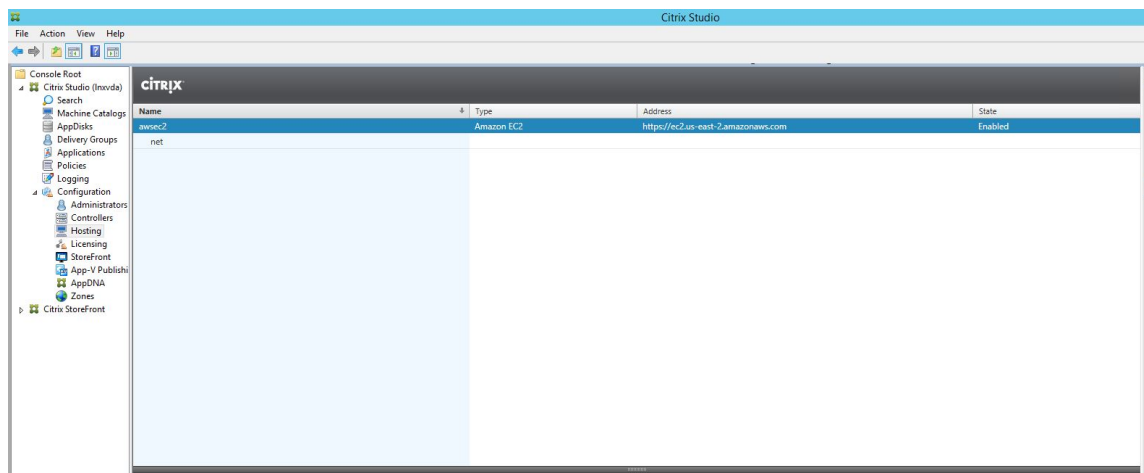 Citrix Studio
File Action View Help
Console Root
Citrix Studio (lnxvda)
Search
Machine Catalogs
AppDisks
Delivery Groups
Applications
Policies
Logging
Configuration
Administrators
Controllers
Hosting
Licensing
StoreFront
App-V Publishi
AppDNA
Zones
Citrix StoreFront
CITRIX
Name Type Address State
awsec2 Amazon EC2 https://ec2.us-east-2.amazonaws.com Enabled
net